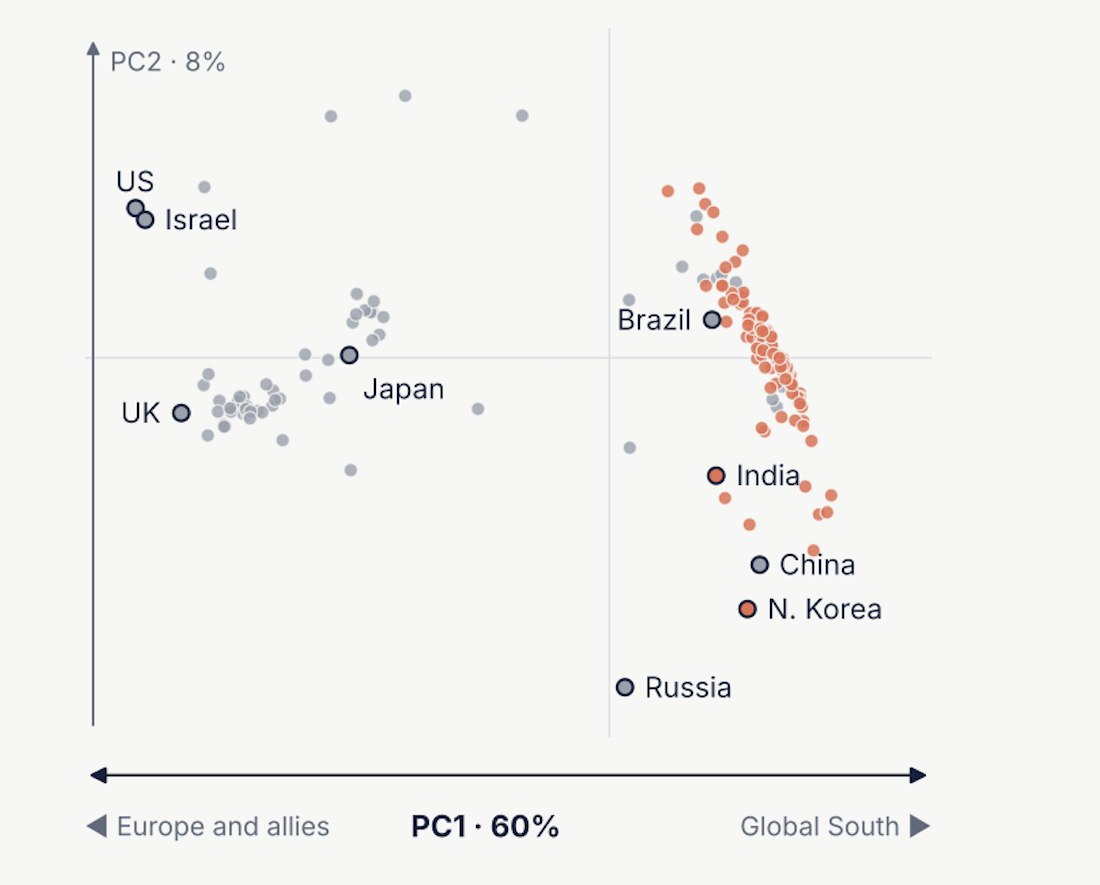 PC2 · 8%
US
Israel
Brazil
Japan
UK
India
China
N. Korea
Russia
Europe and allies
PC1 · 60%
Global South